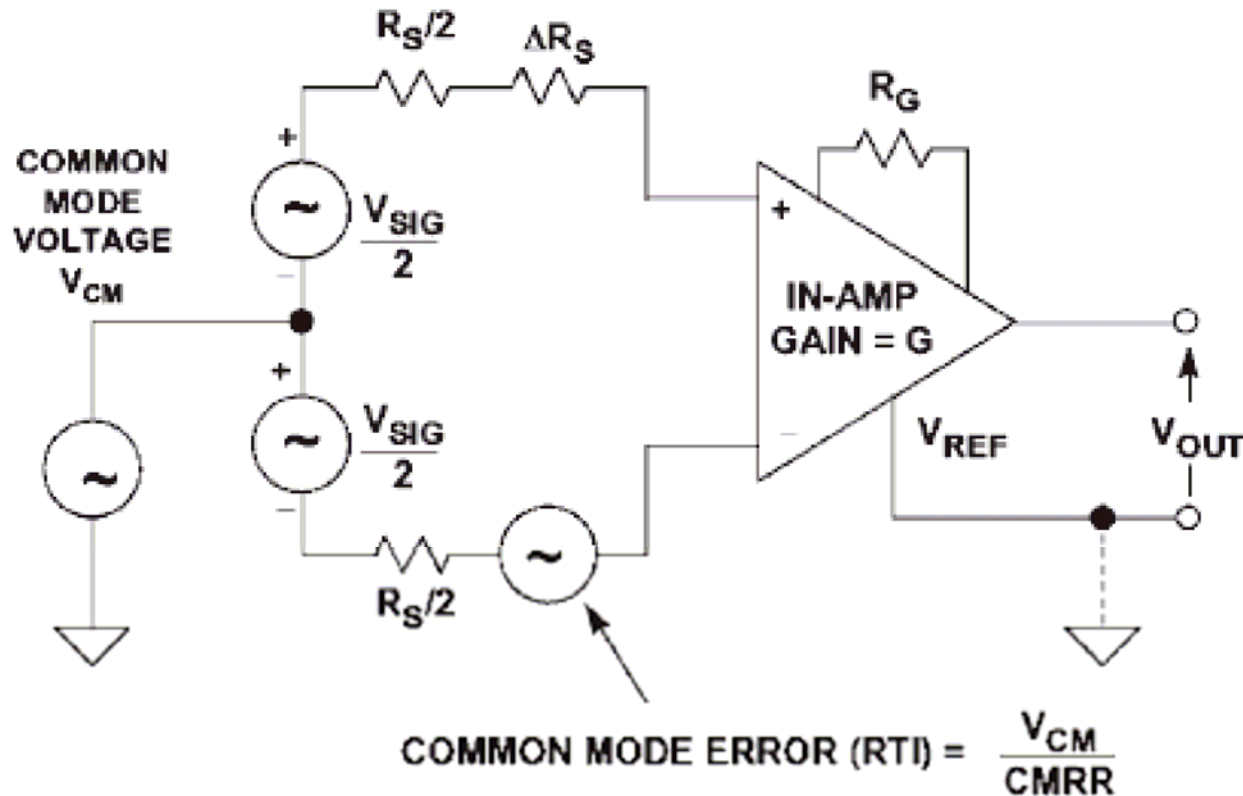 R_S/2
ΔR_S
R_G
COMMON
MODE
VOLTAGE
V_CM
+
~
V_SIG
2
–
+
IN-AMP
GAIN = G
+
~
V_SIG
2
–
~
–
V_REF
V_OUT
R_S/2
~
COMMON MODE ERROR (RTI) = V_CM
CMRR